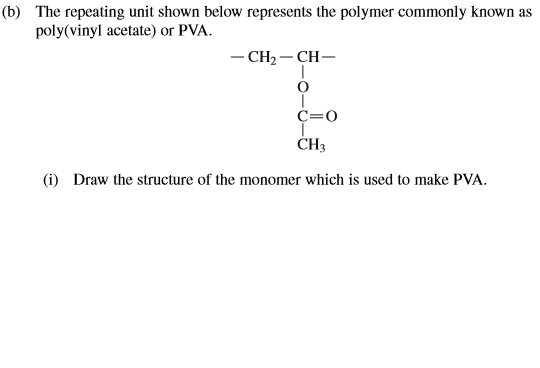 (b) The repeating unit shown below represents the polymer commonly known as
poly(vinyl acetate) or PVA.
— CH₂ — CH —
|
O
|
C=O
|
CH₃
(i) Draw the structure of the monomer which is used to make PVA.